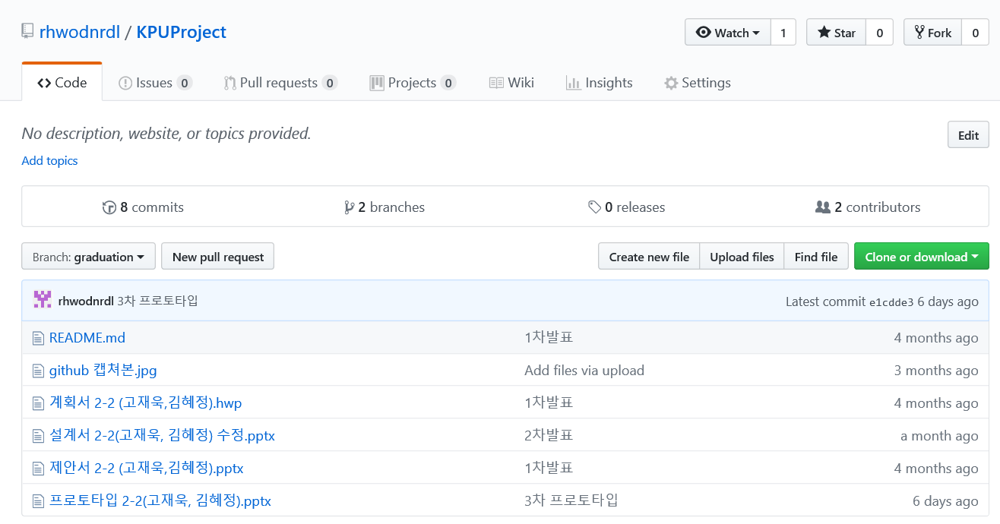 rhwodnrdl / KPUProject
Watch 1 Star 0 Fork 0
Code Issues 0 Pull requests 0 Projects 0 Wiki Insights Settings
No description, website, or topics provided. Edit
Add topics
8 commits 2 branches 0 releases 2 contributors
Branch: graduation New pull request Create new file Upload files Find file Clone or download
rhwodnrdl 3차 프로토타입 Latest commit e1cdde3 6 days ago
README.md 1차발표 4 months ago
github 캡쳐본.jpg Add files via upload 3 months ago
계획서 2-2 (고재욱,김혜정).hwp 1차발표 4 months ago
설계서 2-2(고재욱, 김혜정) 수정.pptx 2차발표 a month ago
제안서 2-2 (고재욱,김혜정).pptx 1차발표 4 months ago
프로토타입 2-2(고재욱, 김혜정).pptx 3차 프로토타입 6 days ago